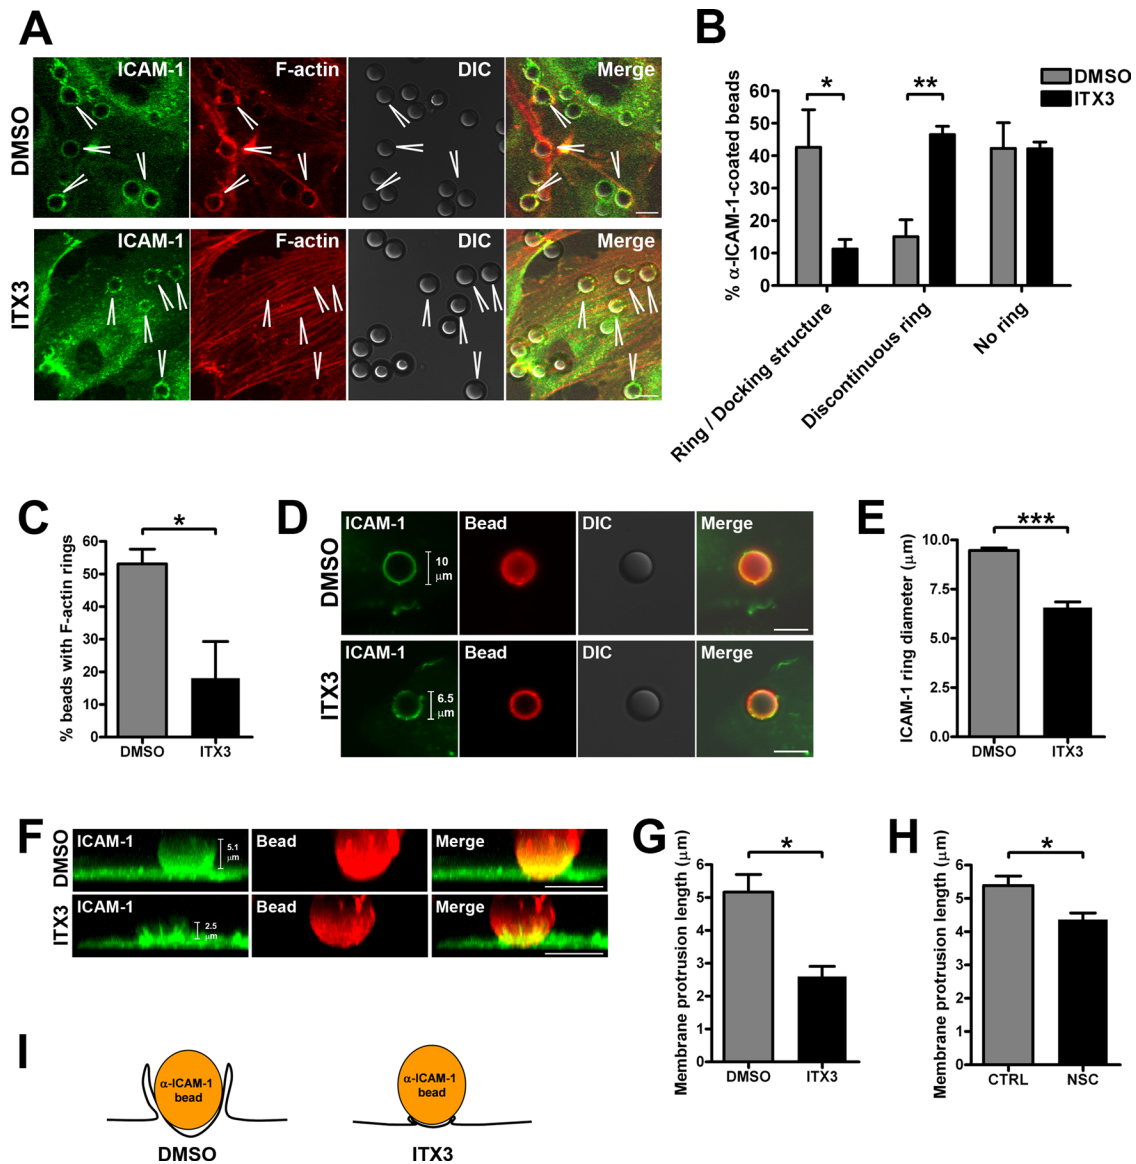 A
ICAM-1 F-actin DIC Merge
DMSO
ICAM-1 F-actin DIC Merge
ITX3
B
DMSO
ITX3
* **
% α-ICAM-1-coated beads
60
50
40
30
20
10
0
Ring / Docking structure
Discontinuous ring
No ring
C
*
% beads with F-actin rings
60
50
40
30
20
10
0
DMSO ITX3
D
ICAM-1 Bead DIC Merge
DMSO
10
μm
ICAM-1 Bead DIC Merge
ITX3
6.5
μm
E
***
ICAM-1 ring diameter (μm)
10.0
7.5
5.0
2.5
0.0
DMSO ITX3
F
ICAM-1 Bead Merge
DMSO
5.1
μm
ICAM-1 Bead Merge
ITX3
2.5
μm
G
*
Membrane protrusion length (μm)
6
5
4
3
2
1
0
DMSO ITX3
H
*
Membrane protrusion length (μm)
6
5
4
3
2
1
0
CTRL NSC
I
α-ICAM-1
bead
DMSO
α-ICAM-1
bead
ITX3